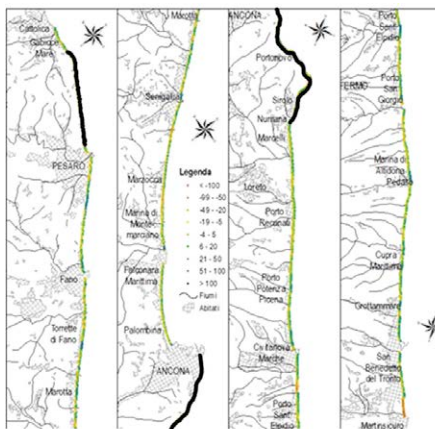 Cattolica
Gabicce
Mare
PESARO
Fano
Torrette
di Fano
Marotta
Marotta
Senigallia
Marzocca
Marina di
Monte-
marciano
Falconara
Marittima
Palombina
ANCONA
Legenda
< -100
-99 - -50
-49 - -20
-19 - -5
-4 - 5
6 - 20
21 - 50
51 - 100
> 100
Fiumi
Abitati
ANCONA
Portonovo
Sirolo
Numana
Marcelli
Loreto
Porto
Recanati
Porto
Potenza
Picena
Civitanova
Marche
Porto
Sant'
Elpidio
Porto
Sant'
Elpidio
FERMO
Porto
San
Giorgio
Marina di
Altidona
Pedaso
Cupra
Marittima
Grottammare
San
Benedetto
del Tronto
Martinsicuro